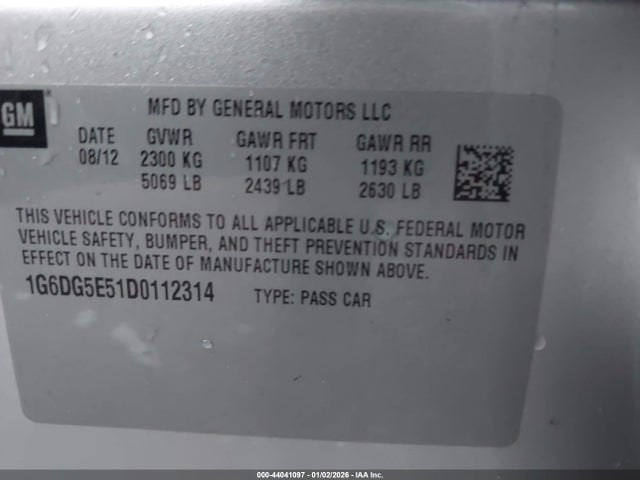 GM
MFD BY GENERAL MOTORS LLC
DATE GVWR GAWR FRT GAWR RR
08/12 2300 KG 1107 KG 1193 KG
5069 LB 2439 LB 2630 LB
THIS VEHICLE CONFORMS TO ALL APPLICABLE U.S. FEDERAL MOTOR
VEHICLE SAFETY, BUMPER, AND THEFT PREVENTION STANDARDS IN
EFFECT ON THE DATE OF MANUFACTURE SHOWN ABOVE.
1G6DG5E51D0112314 TYPE: PASS CAR
000-44041097 - 01/02/2026 - IAA Inc.